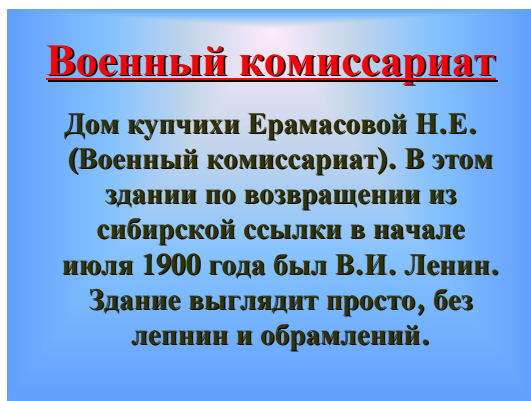 Военный комиссариат
Дом купчихи Ерамасовой Н.Е.
(Военный комиссариат). В этом
здании по возвращении из
сибирской ссылки в начале
июля 1900 года был В.И. Ленин.
Здание выглядит просто, без
лепнин и обрамлений.